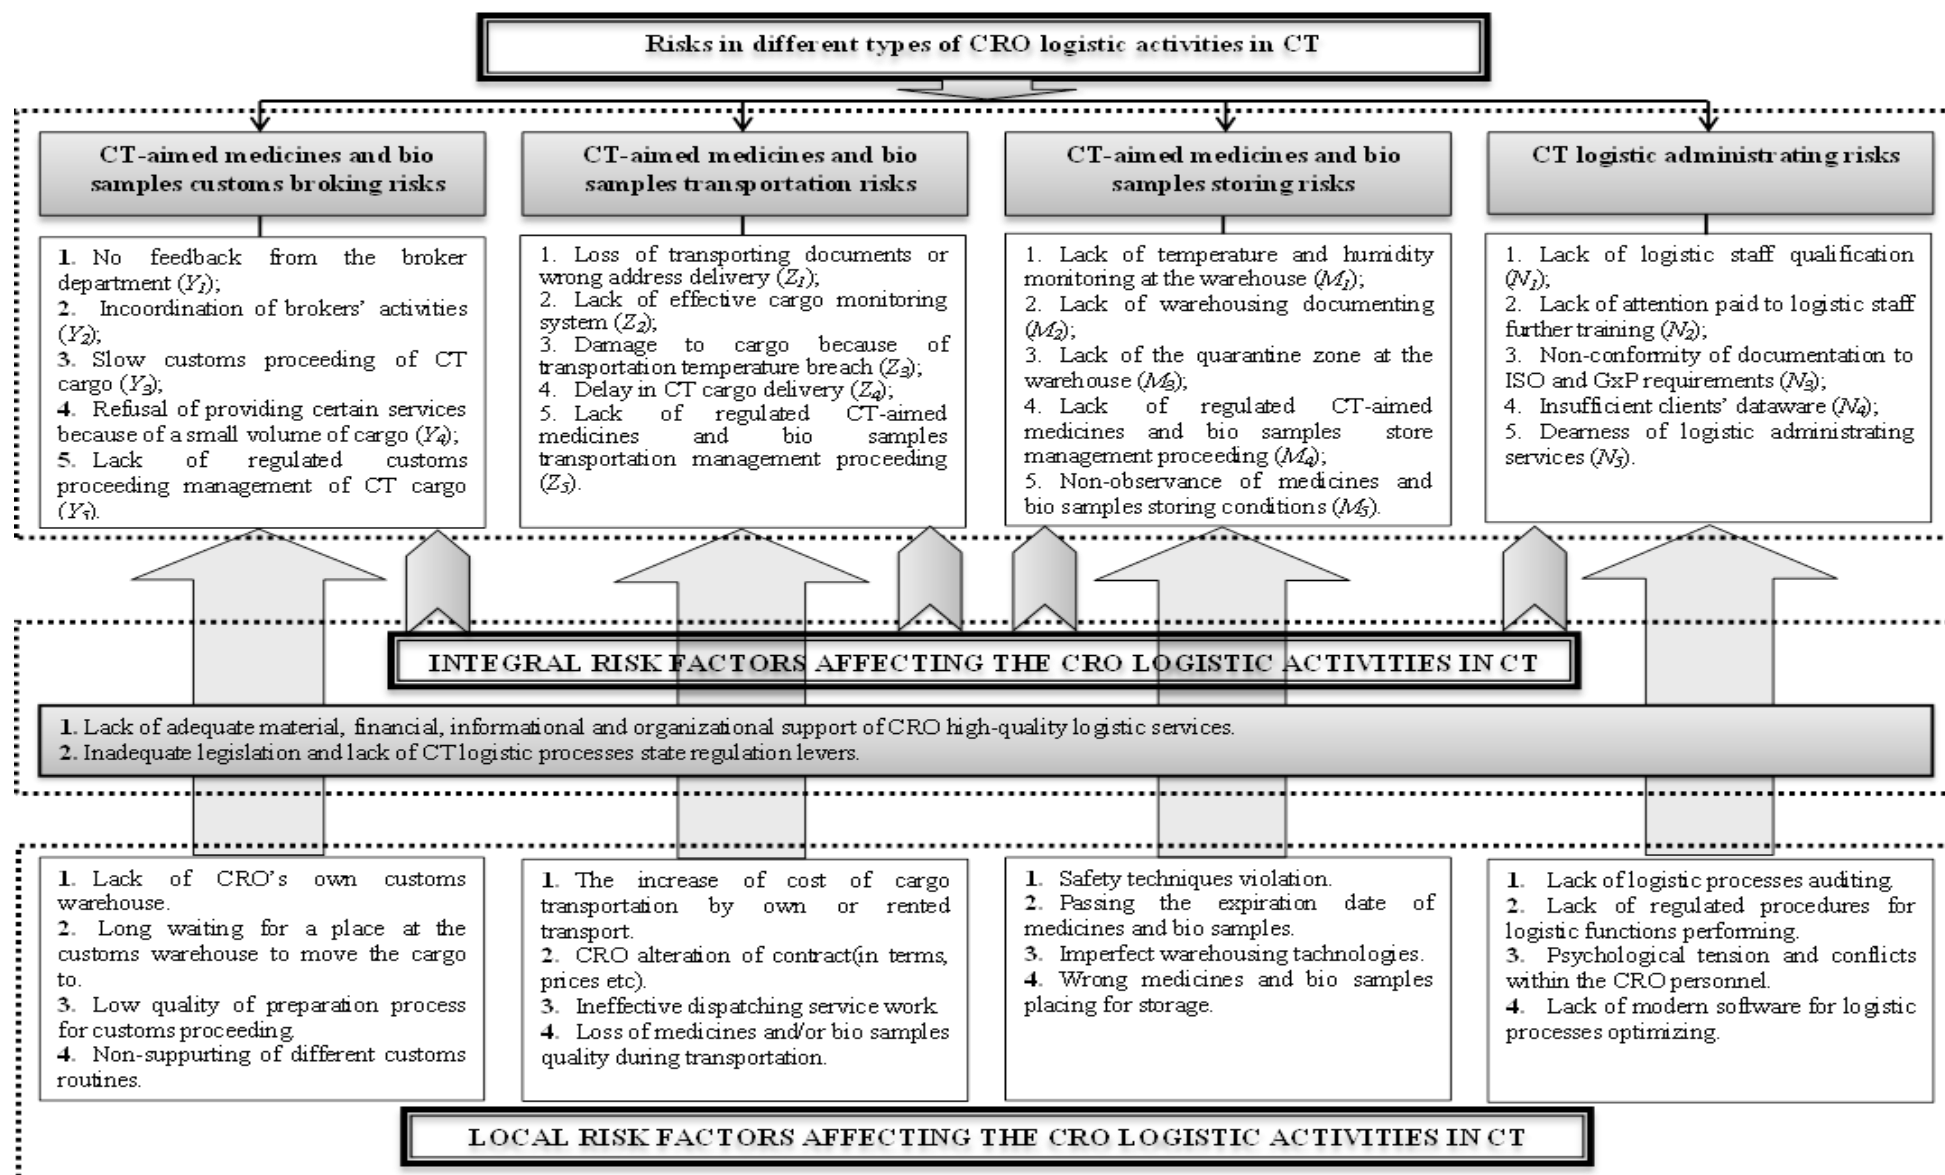 Risks in different types of CRO logistic activities in CT
CT-aimed medicines and bio
samples customs broking risks
1. No feedback from the broker
department (Y1);
2. Incoordination of brokers' activities
(Y2);
3. Slow customs proceeding of CT
cargo (Y3);
4. Refusal of providing certain services
because of a small volume of cargo (Y4);
5. Lack of regulated customs
proceeding management of CT cargo
(Y5).
CT-aimed medicines and bio
samples transportation risks
1. Loss of transporting documents or
wrong address delivery (Z1);
2. Lack of effective cargo monitoring
system (Z2);
3. Damage to cargo because of
transportation temperature breach (Z3);
4. Delay in CT cargo delivery (Z4);
5. Lack of regulated CT-aimed
medicines and bio samples
transportation management proceeding
(Z5).
CT-aimed medicines and bio
samples storing risks
1. Lack of temperature and humidity
monitoring at the warehouse (M1);
2. Lack of warehousing documenting
(M2);
3. Lack of the quarantine zone at the
warehouse (M3);
4. Lack of regulated CT-aimed
medicines and bio samples store
management proceeding (M4);
5. Non-observance of medicines and
bio samples storing conditions (M5).
CT logistic administrating risks
1. Lack of logistic staff qualification
(N1);
2. Lack of attention paid to logistic staff
further training (N2);
3. Non-conformity of documentation to
ISO and GxP requirements (N3);
4. Insufficient clients' dataware (N4);
5. Dearness of logistic administrating
services (N5).
INTEGRAL RISK FACTORS AFFECTING THE CRO LOGISTIC ACTIVITIES IN CT
1. Lack of adequate material, financial, informational and organizational support of CRO high-quality logistic services.
2. Inadequate legislation and lack of CT logistic processes state regulation levers.
1. Lack of CRO's own customs
warehouse.
2. Long waiting for a place at the
customs warehouse to move the cargo
to.
3. Low quality of preparation process
for customs proceeding.
4. Non-suppurting of different customs
routines.
1. The increase of cost of cargo
transportation by own or rented
transport.
2. CRO alteration of contract(in terms,
prices etc).
3. Ineffective dispatching service work
4. Loss of medicines and/or bio samples
quality during transportation.
1. Safety techniques violation.
2. Passing the expiration date of
medicines and bio samples.
3. Imperfect warehousing tachnologies.
4. Wrong medicines and bio samples
placing for storage.
1. Lack of logistic processes auditing.
2. Lack of regulated procedures for
logistic functions performing.
3. Psychological tension and conflicts
within the CRO personnel.
4. Lack of modern software for logistic
processes optimizing.
LOCAL RISK FACTORS AFFECTING THE CRO LOGISTIC ACTIVITIES IN CT